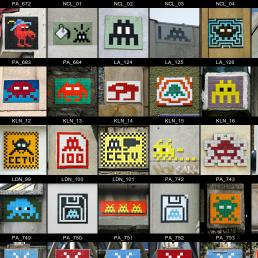 PA_672 NCL_01 NCL_02 NCL_03 NCL_04
PA_683 PA_684 LA_124 LA_125 LA_126
KLN_12 KLN_13 KLN_14 KLN_15 KLN_16
CCTV 100 CCTV
LDN_99 LDN_100 LDN_101 PA_742 PA_743
PA_749 PA_750 PA_751 PA_752 PA_753